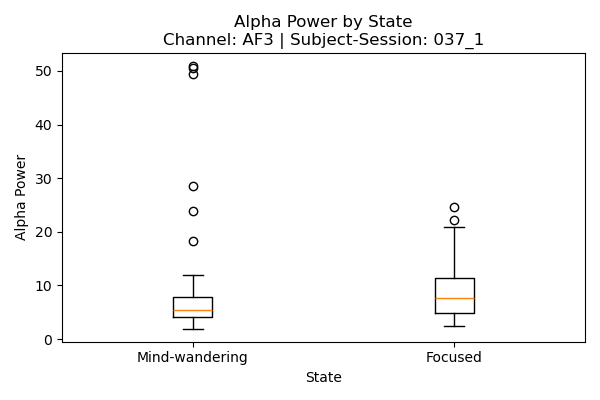 Alpha Power by State
Channel: AF3 | Subject-Session: 037_1
50
40
30
20
10
0
Alpha Power
Mind-wandering
Focused
State